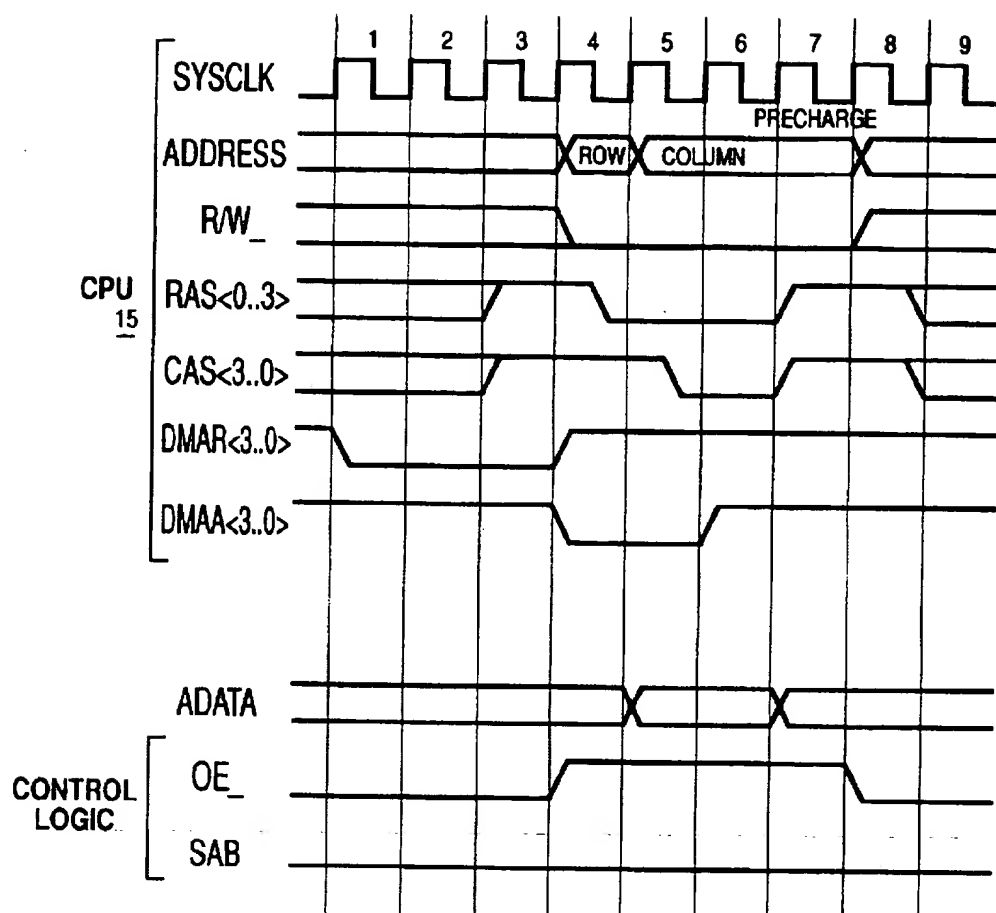 1 2 3 4 5 6 7 8 9
SYSCLK
PRECHARGE
ADDRESS
ROW COLUMN
R/W_
CPU
15
RAS<0..3>
CAS<3..0>
DMAR<3..0>
DMAA<3..0>
ADATA
CONTROL
LOGIC
OE_
SAB